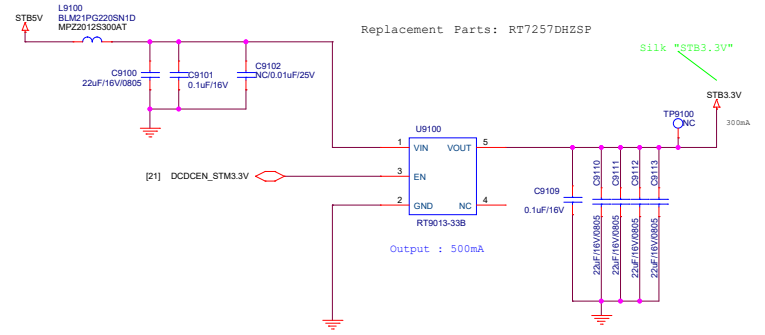 L9100
BLM21PG220SN1D
MPZ2012S300AT
STB5V
Replacement Parts: RT7257DHZSP
Silk "STB3.3V"
C9100
22uF/16V/0805
C9101
0.1uF/16V
C9102
NC/0.01uF/25V
STB3.3V
TP9100
NC
300mA
U9100
1
VIN
VOUT
5
[21]
DCDCEN_STM3.3V
3
EN
2
GND
NC
4
RT9013-33B
Output : 500mA
C9109
0.1uF/16V
C9110
C9111
C9112
C9113
22uF/16V/0805
22uF/16V/0805
22uF/16V/0805
22uF/16V/0805